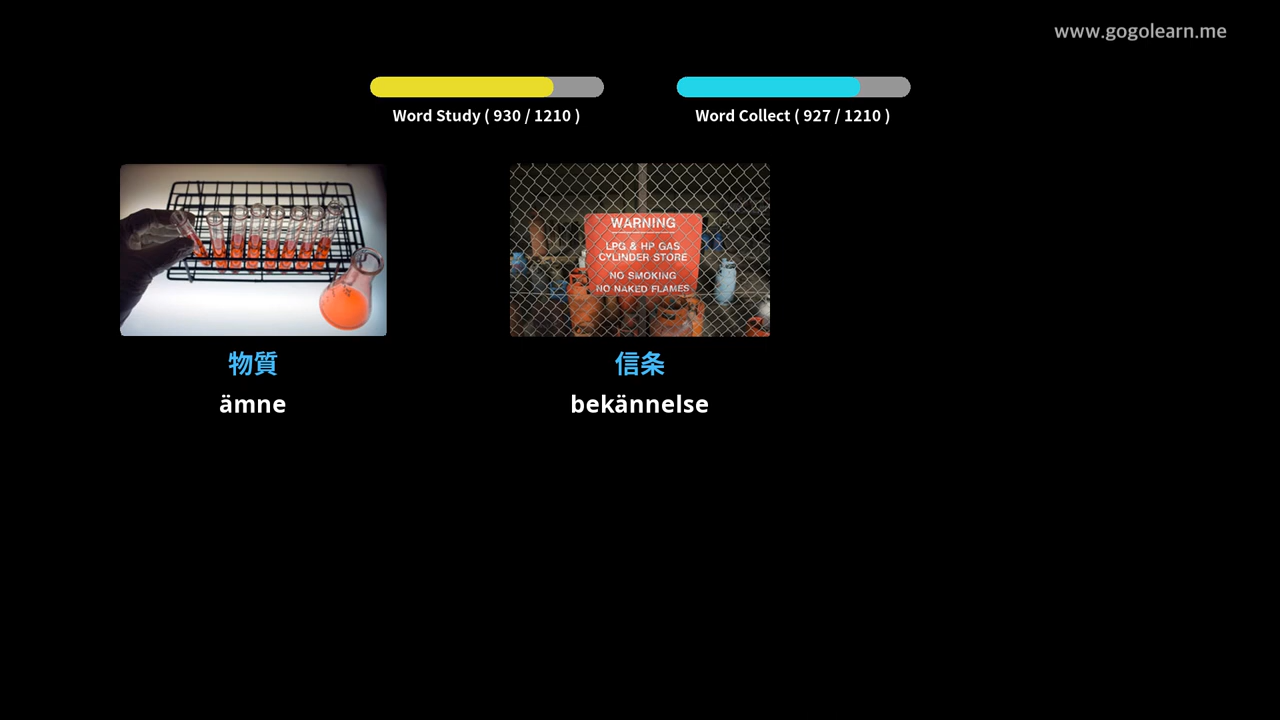 www.gogolearn.me
Word Study ( 930 / 1210 )
Word Collect ( 927 / 1210 )
WARNING
LPG & HP GAS
CYLINDER STORE
NO SMOKING
NO NAKED FLAMES
物質
信条
ämne
bekännelse